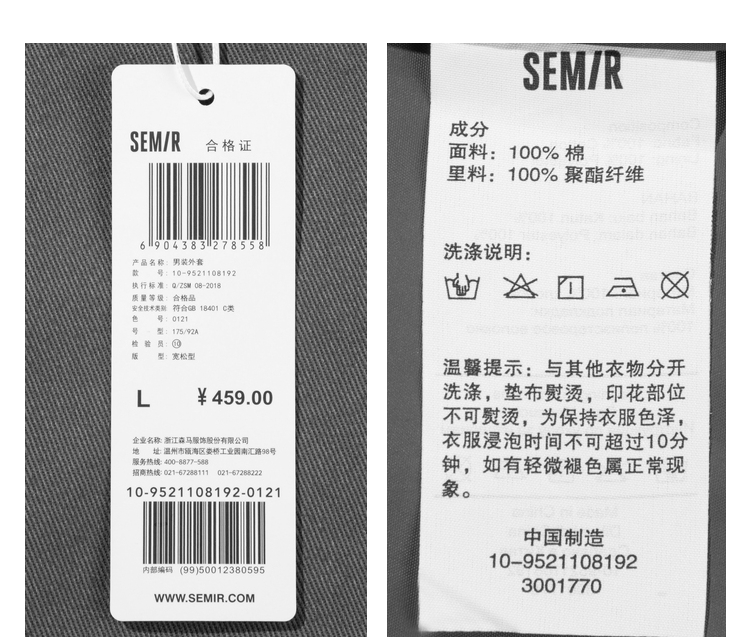 SEMIR 合格证
6 904383 278558
产品名称: 男装外套
款 号: 10-9521108192
执行标准: Q/ZSM 08-2018
质量等级: 合格品
安全技术类别: 符合GB 18401 C类
色 号: 0121
号 型: 175/92A
检 验 员: 10
版 型: 宽松型
L ¥459.00
企业名称: 浙江森马服饰股份有限公司
地 址: 温州市瓯海区娄桥工业园南汇路98号
服务热线: 400-8877-588
招商热线: 021-67288111 021-67288222
10-9521108192-0121
内部编码 (99)50012380595
WWW.SEMIR.COM
SEMIR
成分
面料: 100% 棉
里料: 100% 聚酯纤维
洗涤说明:
温馨提示: 与其他衣物分开
洗涤, 垫布熨烫, 印花部位
不可熨烫, 为保持衣服色泽,
衣服浸泡时间不可超过10分
钟, 如有轻微褪色属正常现
象。
中国制造
10-9521108192
3001770